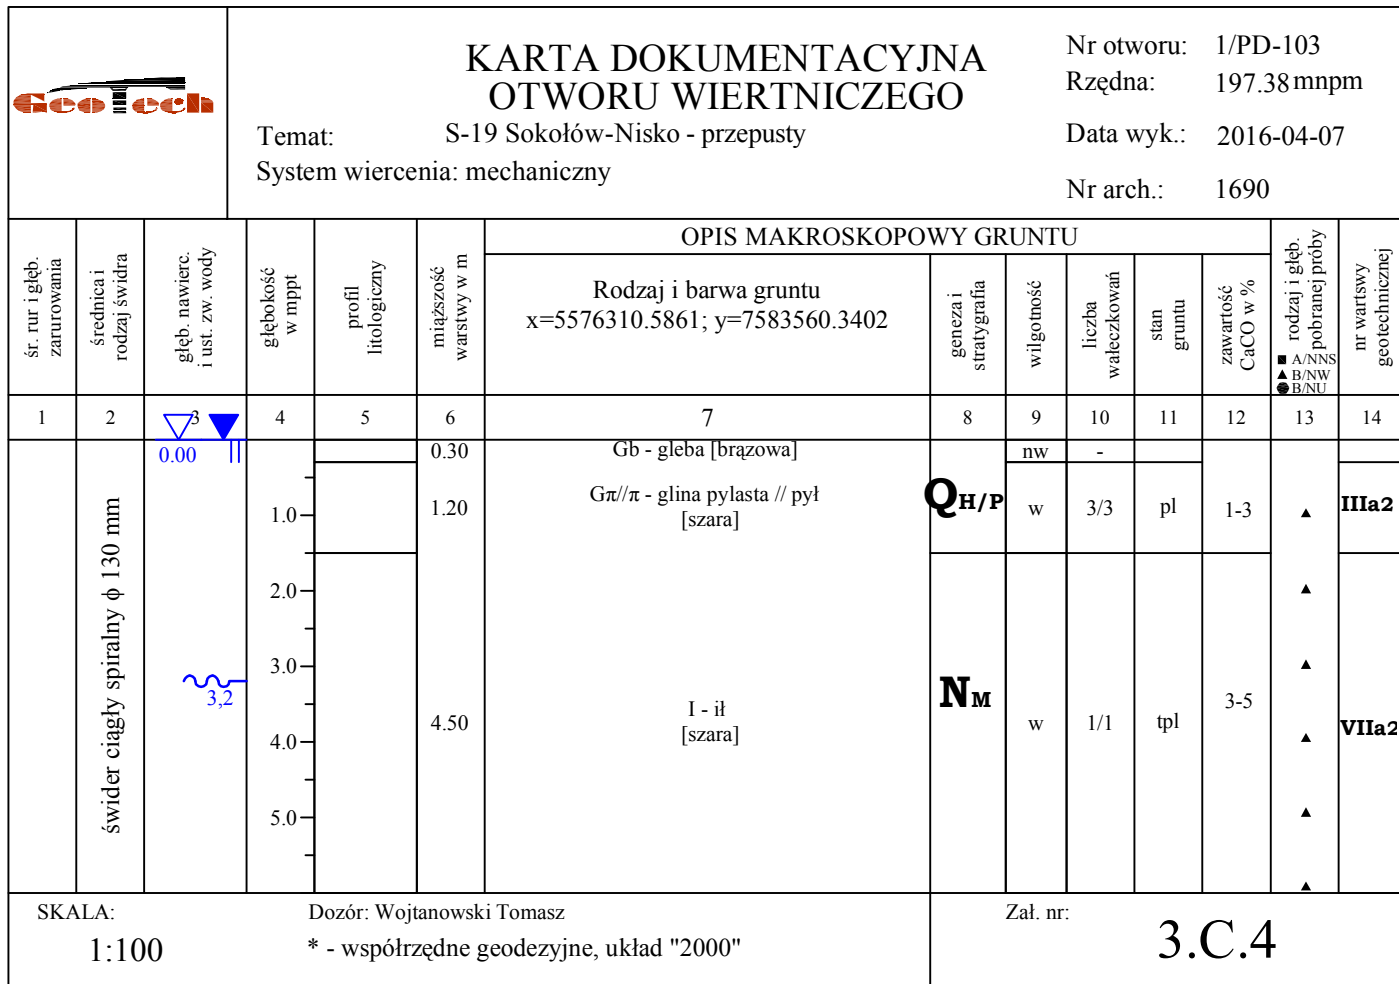 GeoTech
KARTA DOKUMENTACYJNA
OTWORU WIERTNICZEGO
Temat: S-19 Sokołów-Nisko - przepusty
System wiercenia: mechaniczny
Nr otworu: 1/PD-103
Rzędna: 197.38 mnpm
Data wyk.: 2016-04-07
Nr arch.: 1690
śr. rur i głęb.
zarurowania
średnica i
rodzaj świdra
głęb. nawierc.
i ust. zw. wody
głębokość
w mppt
profil
litologiczny
miąższość
warstwy w m
OPIS MAKROSKOPOWY GRUNTU
Rodzaj i barwa gruntu
x=5576310.5861; y=7583560.3402
geneza i
stratygrafia
wilgotność
liczba
wałeczkowań
stan
gruntu
zawartość
CaCO w %
rodzaj i głęb.
pobranej próby
■ A/NNS
▲ B/NW
● B/NU
nr wartswy
geotechnicznej
1 2 3 4 5 6 7 8 9 10 11 12 13 14
0.00
0.30 Gb - gleba [brązowa] nw -
1.0
1.20 Gπ//π - glina pylasta // pył
[szara]
QH/P w 3/3 pl 1-3 IIIa2
świder ciągły spiralny ϕ 130 mm
2.0
3.0
3,2
4.0
5.0
4.50 I - ił
[szara]
NM w 1/1 tpl 3-5 VIIa2
SKALA:
1:100
Dozór: Wojtanowski Tomasz
* - współrzędne geodezyjne, układ "2000"
Zał. nr:
3.C.4